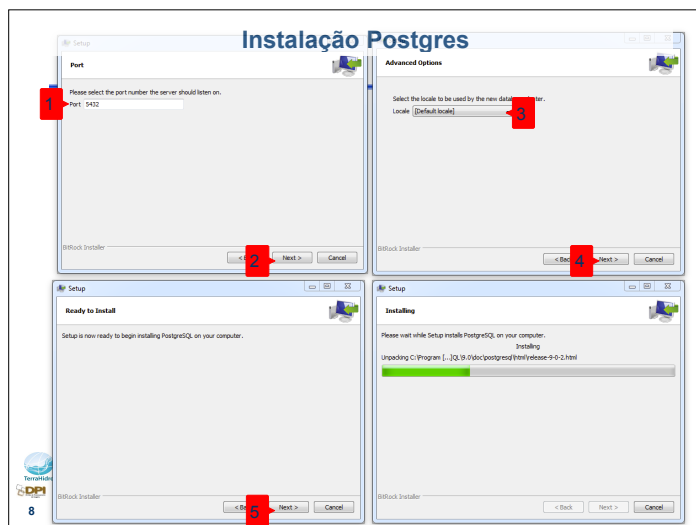 Instalação Postgres
Setup
Port
Please select the port number the server should listen on.
1
Port 5432
BitRock Installer
2
Next >
Cancel
Advanced Options
Select the locale to be used by the new
Locale [Default locale]
3
BitRock Installer
< Bac
4
Next >
Cancel
Setup
Ready to Install
Setup is now ready to begin installing PostgreSQL on your computer.
BitRock Installer
< Ba
5
Next >
Cancel
Setup
Installing
Please wait while Setup installs PostgreSQL on your computer.
Installing
Unpacking C:\Program [...]QL\9.0\doc\postgresql\html\release-9-0-2.html
BitRock Installer
< Back
Next >
Cancel
TerraHidro
DPI
8